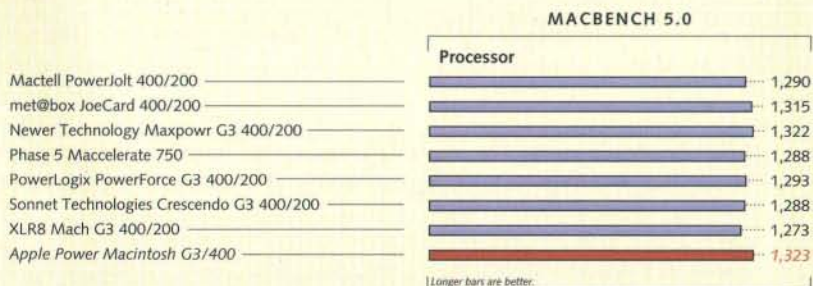 MACBENCH 5.0
Processor
Mactell PowerJolt 400/200 1,290
met@box JoeCard 400/200 1,315
Newer Technology Maxpowr G3 400/200 1,322
Phase 5 Maccelerate 750 1,288
PowerLogix PowerForce G3 400/200 1,293
Sonnet Technologies Crescendo G3 400/200 1,288
XLR8 Mach G3 400/200 1,273
Apple Power Macintosh G3/400 1,323
Longer bars are better.